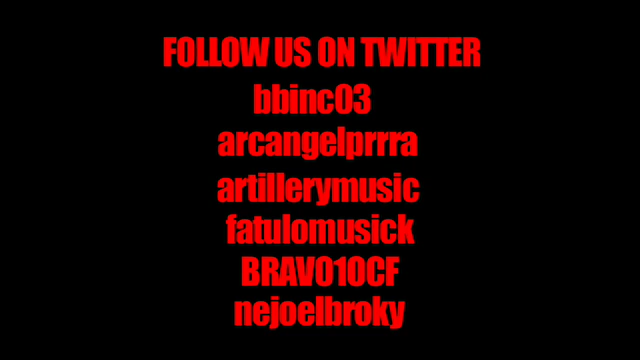 FOLLOW US ON TWITTER
bbinc03
arcangelprrra
artillerymusic
fatulomusick
BRAVO10CF
nejoelbroky